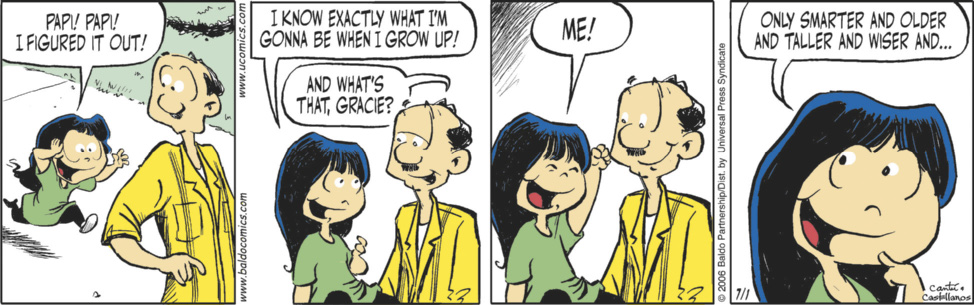 PAPI! PAPI!
I FIGURED IT OUT!
www.baldocomics.com
www.ucomics.com
I KNOW EXACTLY WHAT I'M
GONNA BE WHEN I GROW UP!
AND WHAT'S
THAT, GRACIE?
ME!
© 2006 Baldo Partnership/Dist. by Universal Press Syndicate
ONLY SMARTER AND OLDER
AND TALLER AND WISER AND...
7/1
Cantú +
Castellanos